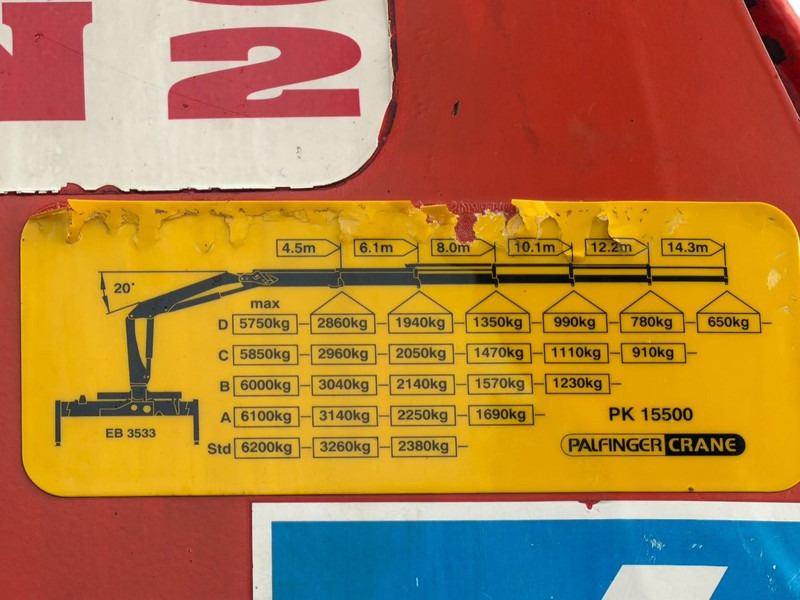 N 2
4.5m 6.1m 8.0m 10.1m 12.2m 14.3m
20°
max
D 5750kg 2860kg 1940kg 1350kg 990kg 780kg 650kg
C 5850kg 2960kg 2050kg 1470kg 1110kg 910kg
B 6000kg 3040kg 2140kg 1570kg 1230kg
A 6100kg 3140kg 2250kg 1690kg PK 15500
EB 3533
Std 6200kg 3260kg 2380kg PALFINGER CRANE